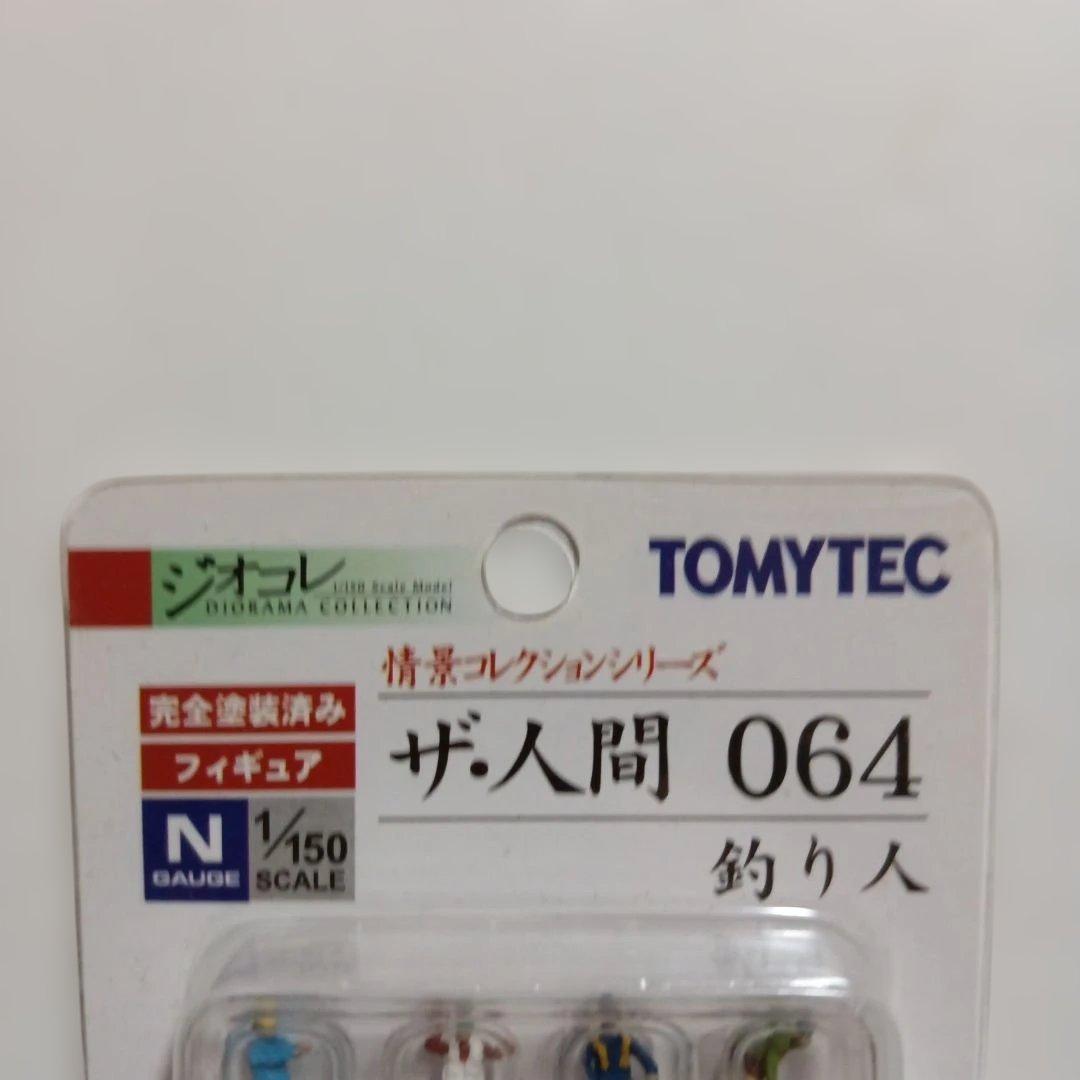 ジオコレ
1/150 Scale Model
DIORAMA COLLECTION
TOMYTEC
情景コレクションシリーズ
完全塗装済み
フィギュア
ザ・人間 064
N GAUGE
1/150 SCALE
釣り人